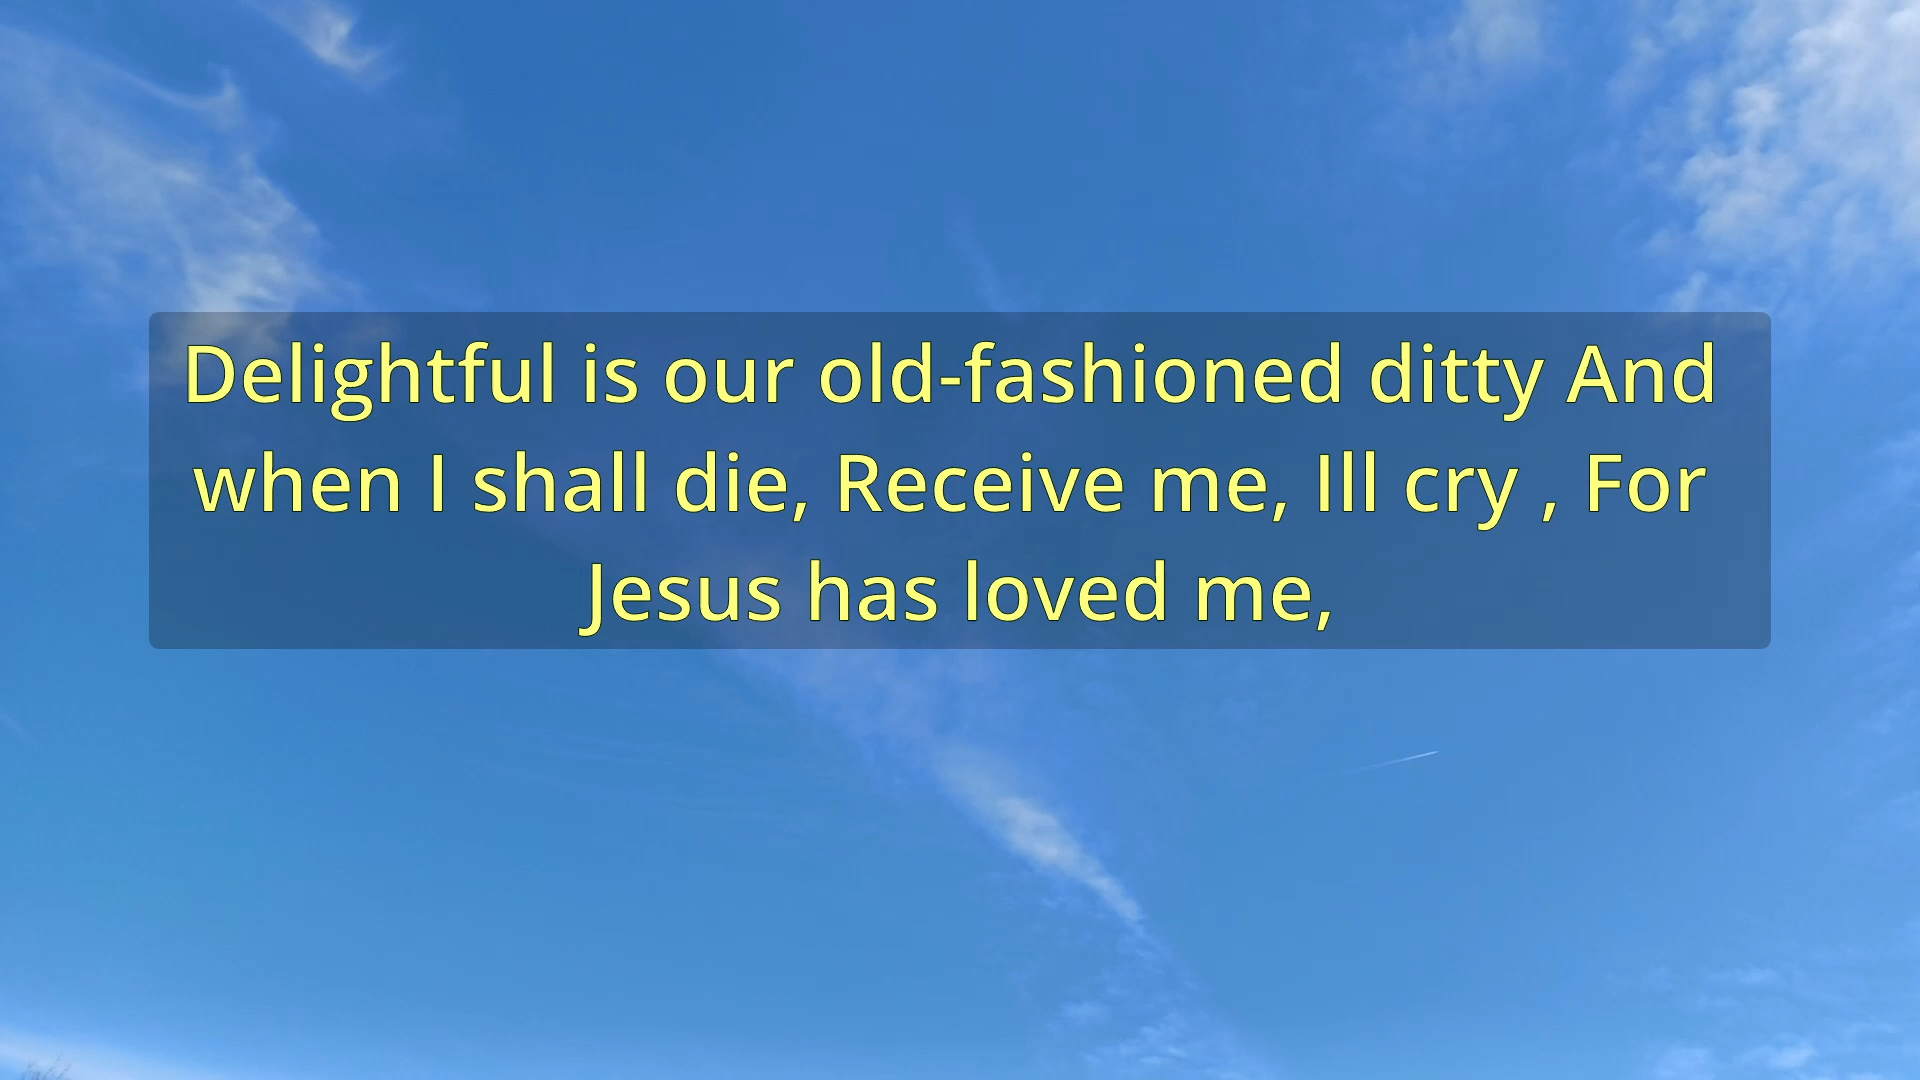 Delightful is our old-fashioned ditty And
when I shall die, Receive me, Ill cry , For
Jesus has loved me,